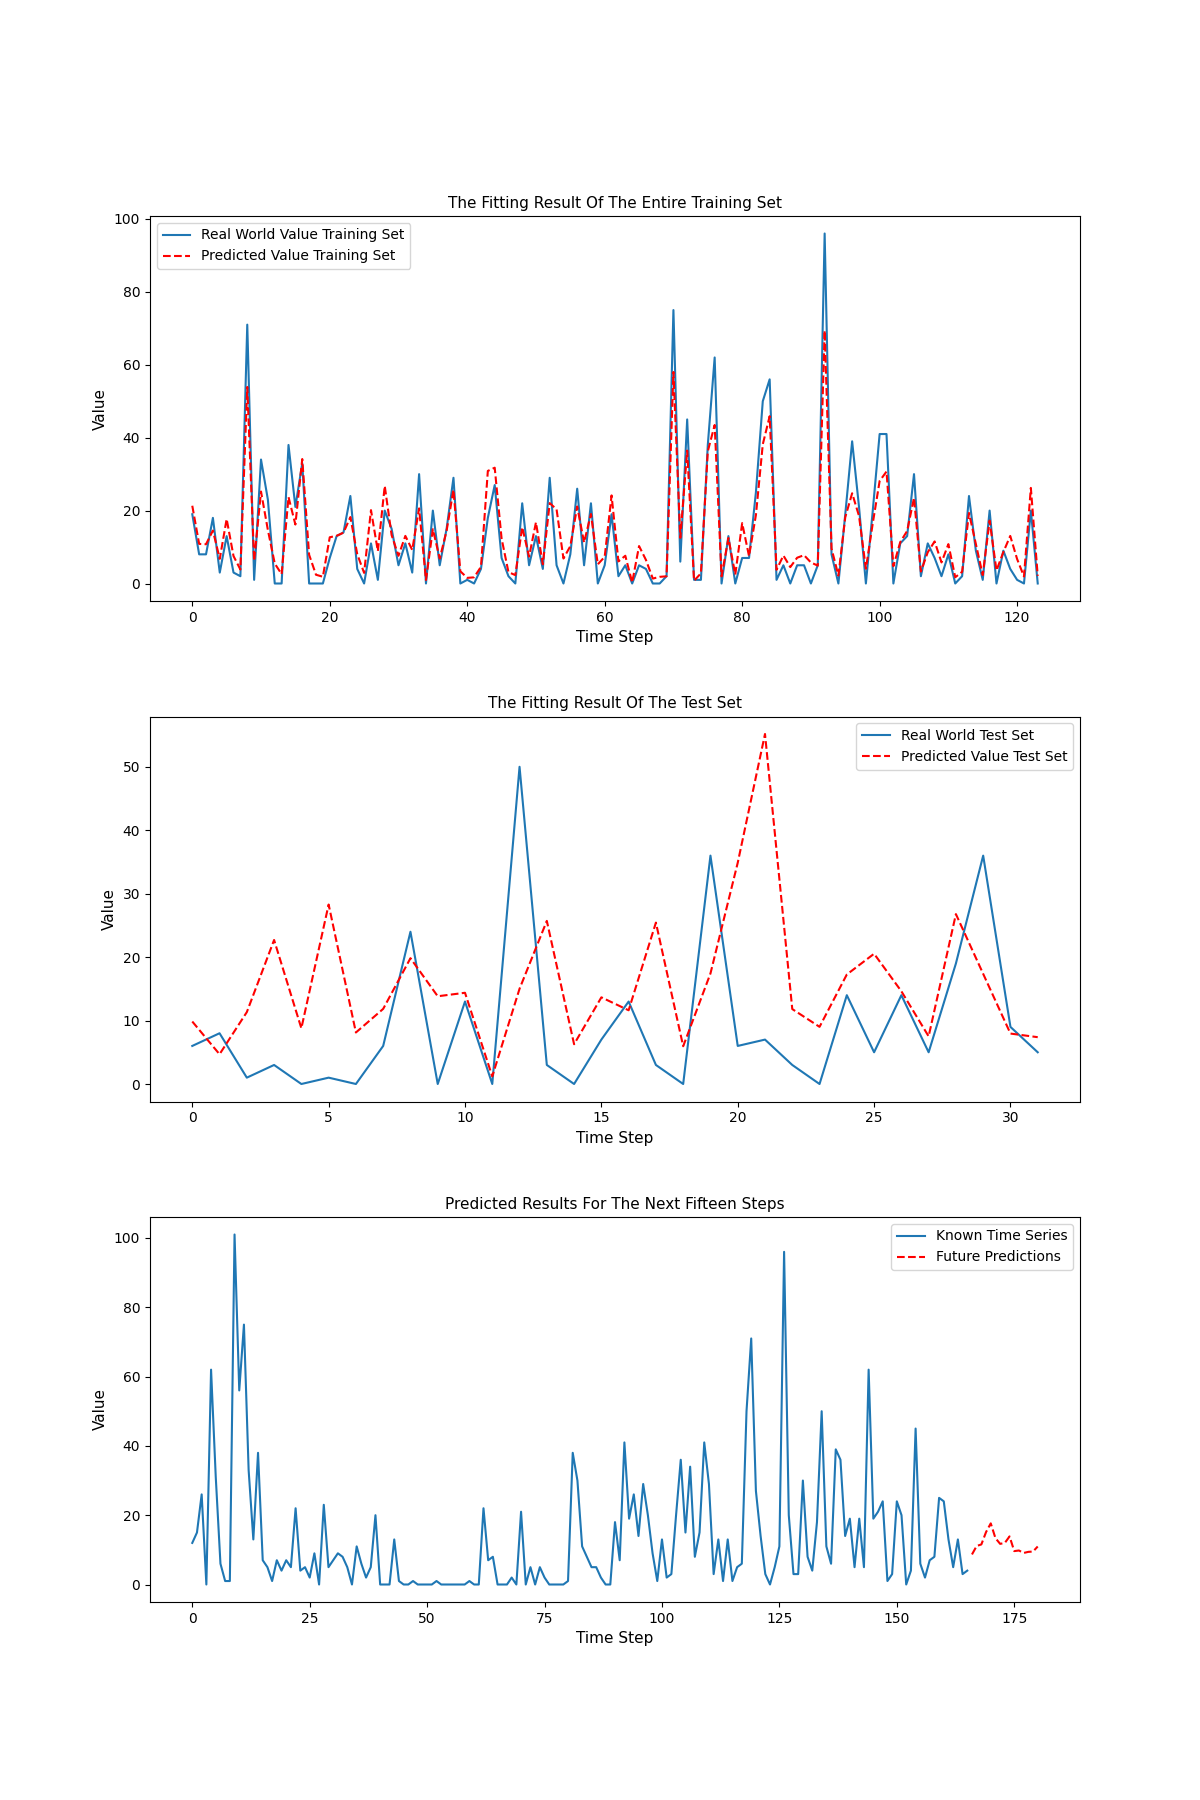 The Fitting Result Of The Entire Training Set
Real World Value Training Set
Predicted Value Training Set
Value
100
80
60
40
20
0
0 20 40 60 80 100 120
Time Step
The Fitting Result Of The Test Set
Real World Test Set
Predicted Value Test Set
Value
50
40
30
20
10
0
0 5 10 15 20 25 30
Time Step
Predicted Results For The Next Fifteen Steps
Known Time Series
Future Predictions
Value
100
80
60
40
20
0
0 25 50 75 100 125 150 175
Time Step